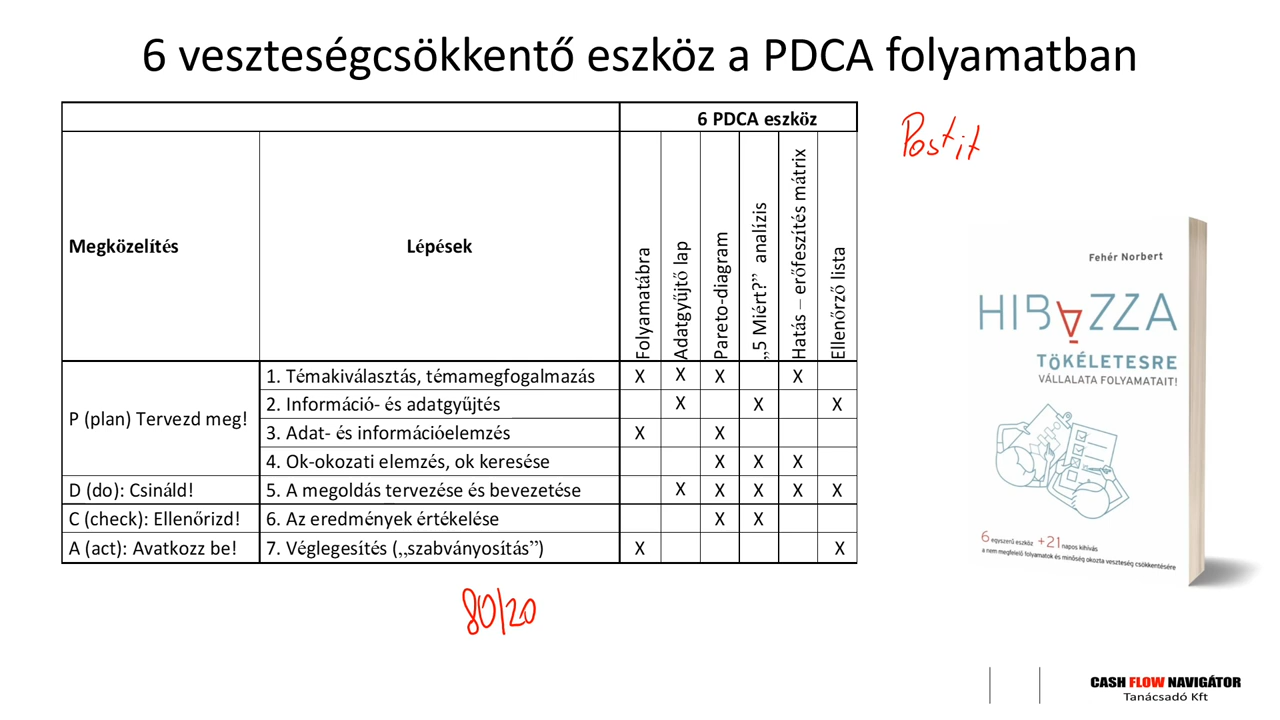 6 veszteségcsökkentő eszköz a PDCA folyamatban
6 PDCA eszköz
Megközelítés
Lépések
Folyamatábra
Adatgyűjtő lap
Pareto-diagram
„5 Miért?” analízis
Hatás – erőfeszítés mátrix
Ellenőrző lista
P (plan) Tervezd meg!
1. Témakiválasztás, témamegfogalmazás X X X X
2. Információ- és adatgyűjtés X X X
3. Adat- és információelemzés X X
4. Ok-okozati elemzés, ok keresése X X X
D (do): Csináld! 5. A megoldás tervezése és bevezetése X X X X X
C (check): Ellenőrizd! 6. Az eredmények értékelése X X
A (act): Avatkozz be! 7. Véglegesítés („szabványosítás”) X X
80/20
Post it
Fehér Norbert
HIBAZZA
TÖKÉLETESRE
VÁLLALATA FOLYAMATAIT!
6 egyszerű eszköz +21 napos kihívás
a nem megfelelő folyamatok és minőség okozta veszteség csökkentésére
CASH FLOW NAVIGÁTOR
Tanácsadó Kft